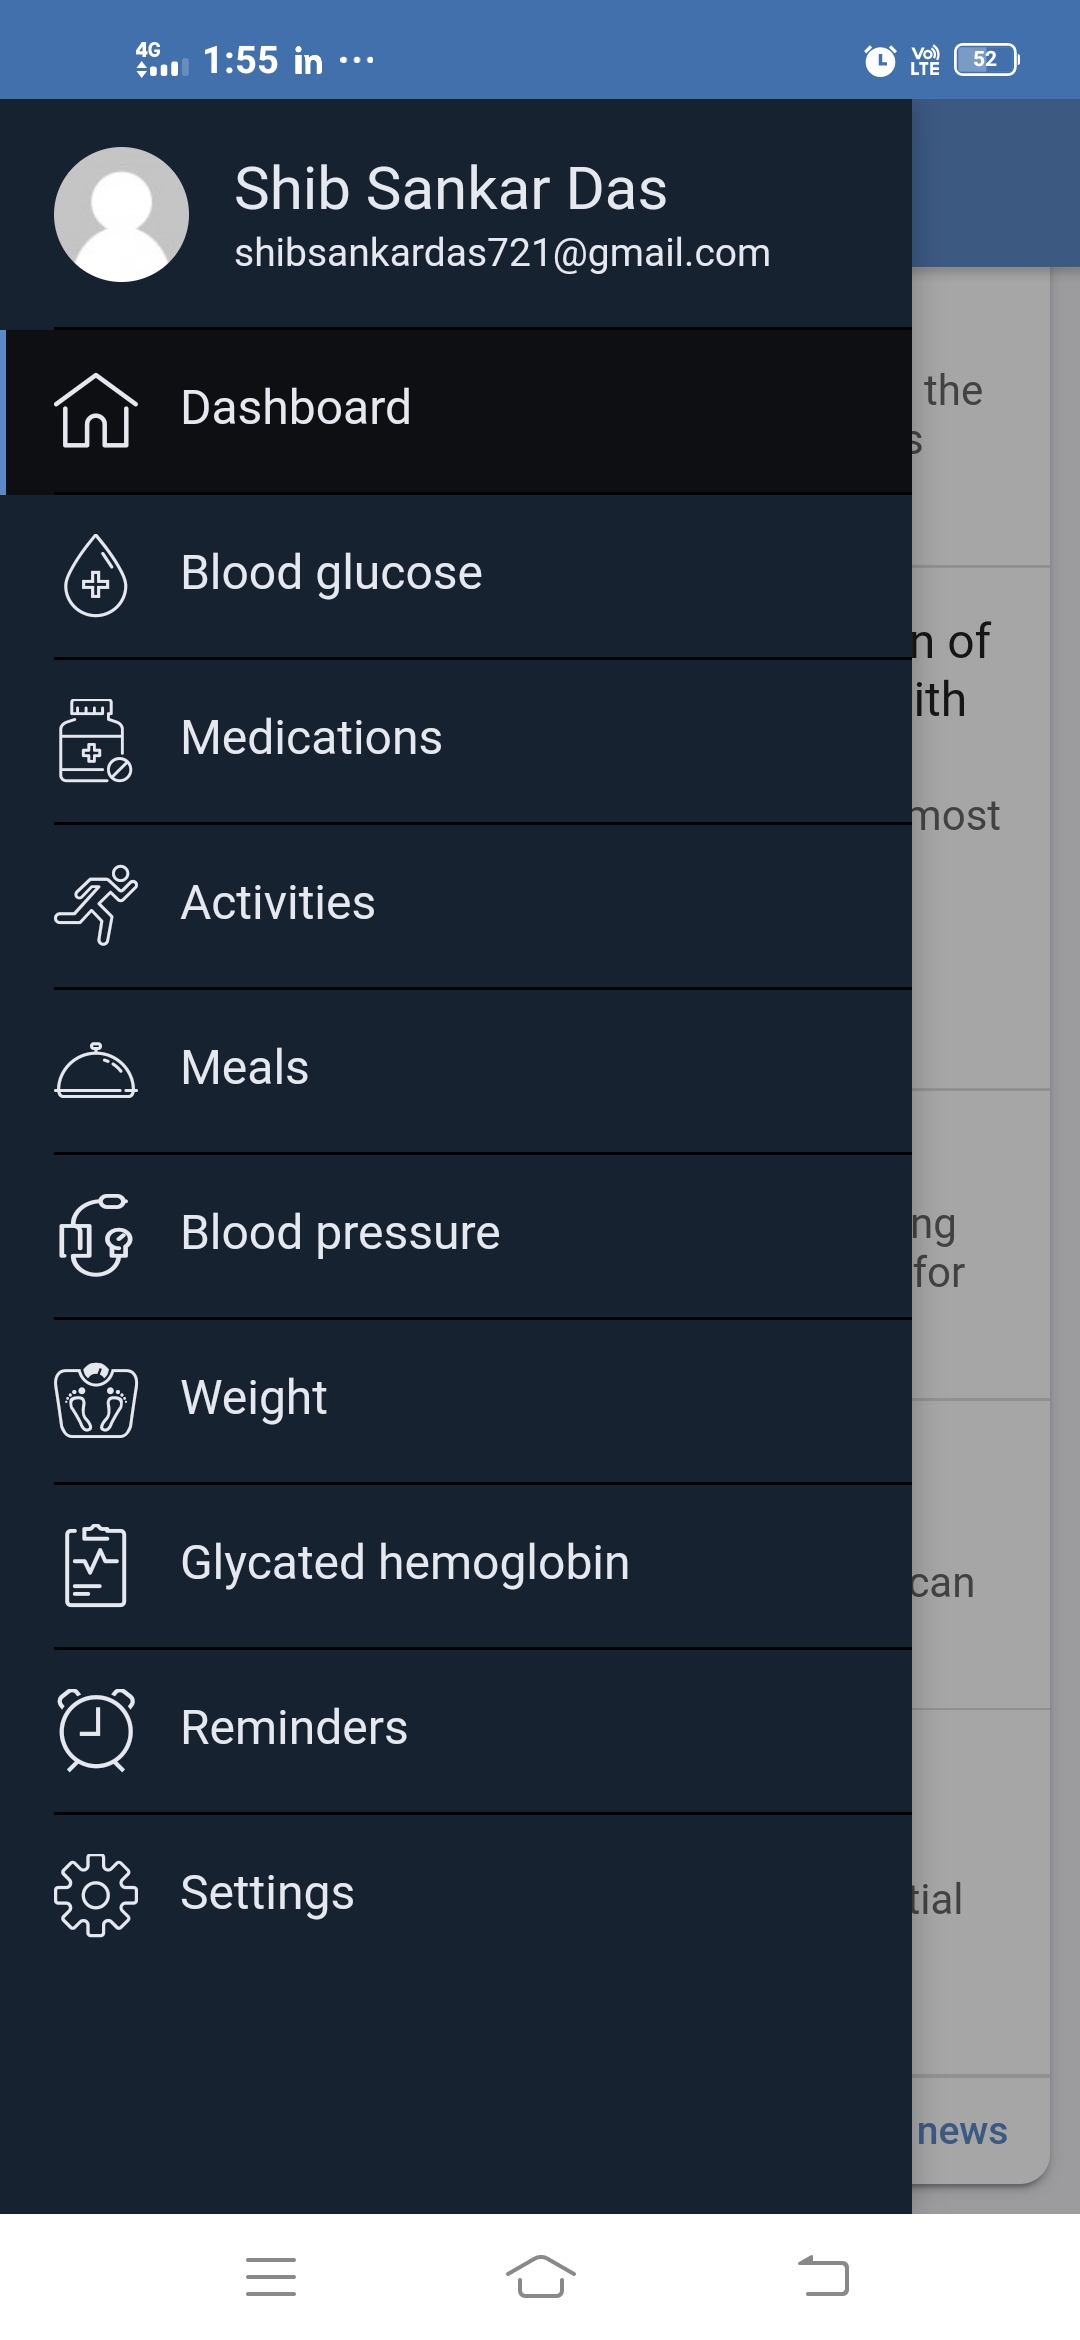 4G 1:55 in ... Vo) LTE 52
Shib Sankar Das
shibsankardas721@gmail.com
Dashboard
the
s
Blood glucose
n of
ith
Medications
most
Activities
Meals
Blood pressure
ng
for
Weight
Glycated hemoglobin
can
Reminders
Settings
tial
news